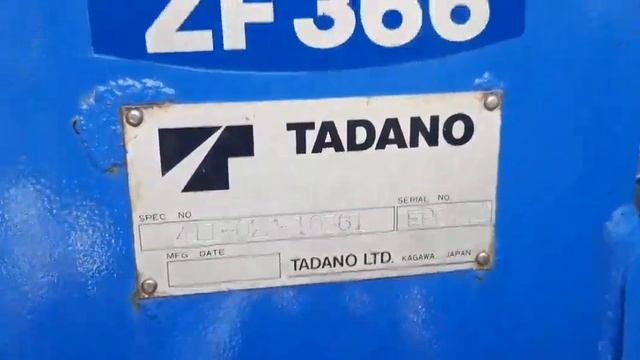 ZF366
TADANO
SPEC NO
SERIAL NO.
MFG DATE
TADANO LTD. KAGAWA, JAPAN